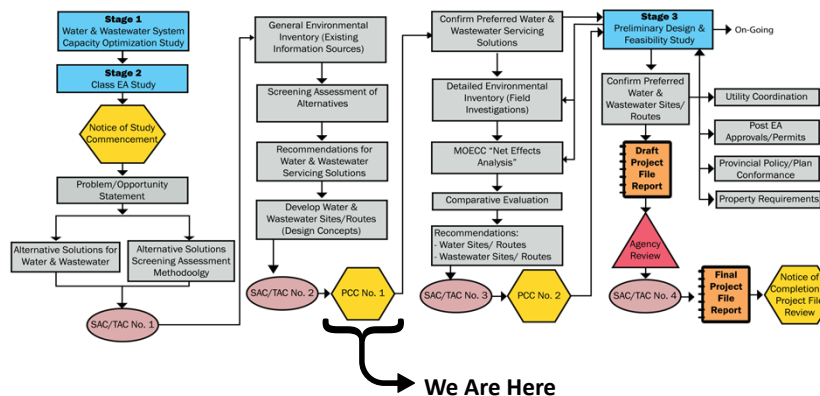 Stage 1
Water & Wastewater System
Capacity Optimization Study
Stage 2
Class EA Study
Notice of Study
Commencement
Problem/Opportunity
Statement
Alternative Solutions for
Water & Wastewater
Alternative Solutions
Screening Assessment
Methodoolgy
SAC/TAC No. 1
General Environmental
Inventory (Existing
Information Sources)
Screening Assessment of
Alternatives
Recommendations for
Water & Wastewater
Servicing Solutions
Develop Water &
Wastewater Sites/Routes
(Design Concepts)
SAC/TAC No. 2
PCC No. 1
Confirm Preferred Water &
Wastewater Servicing
Solutions
Detailed Environmental
Inventory (Field
Investigations)
MOECC "Net Effects
Analysis"
Comparative Evaluation
Recommendations:
- Water Sites/ Routes
- Wastewater Sites/ Routes
SAC/TAC No. 3
PCC No. 2
Stage 3
Preliminary Design &
Feasibility Study
On-Going
Confirm Preferred
Water &
Wastewater Sites/
Routes
Utility Coordination
Post EA
Approvals/Permits
Provincial Policy/Plan
Conformance
Property Requirements
Draft
Project
File
Report
Agency
Review
SAC/TAC No. 4
Final
Project
File
Report
Notice of
Completion
Project File
Review
We Are Here